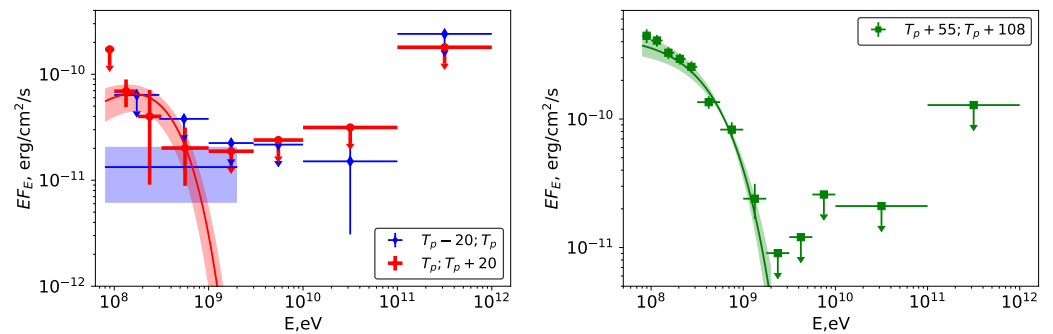 EF_E, erg/cm²/s
10⁻¹⁰
10⁻¹¹
10⁻¹²
T_p − 20; T_p
T_p; T_p + 20
10⁸ 10⁹ 10¹⁰ 10¹¹ 10¹²
E,eV
EF_E, erg/cm²/s
10⁻¹⁰
10⁻¹¹
T_p + 55; T_p + 108
10⁸ 10⁹ 10¹⁰ 10¹¹ 10¹²
E,eV